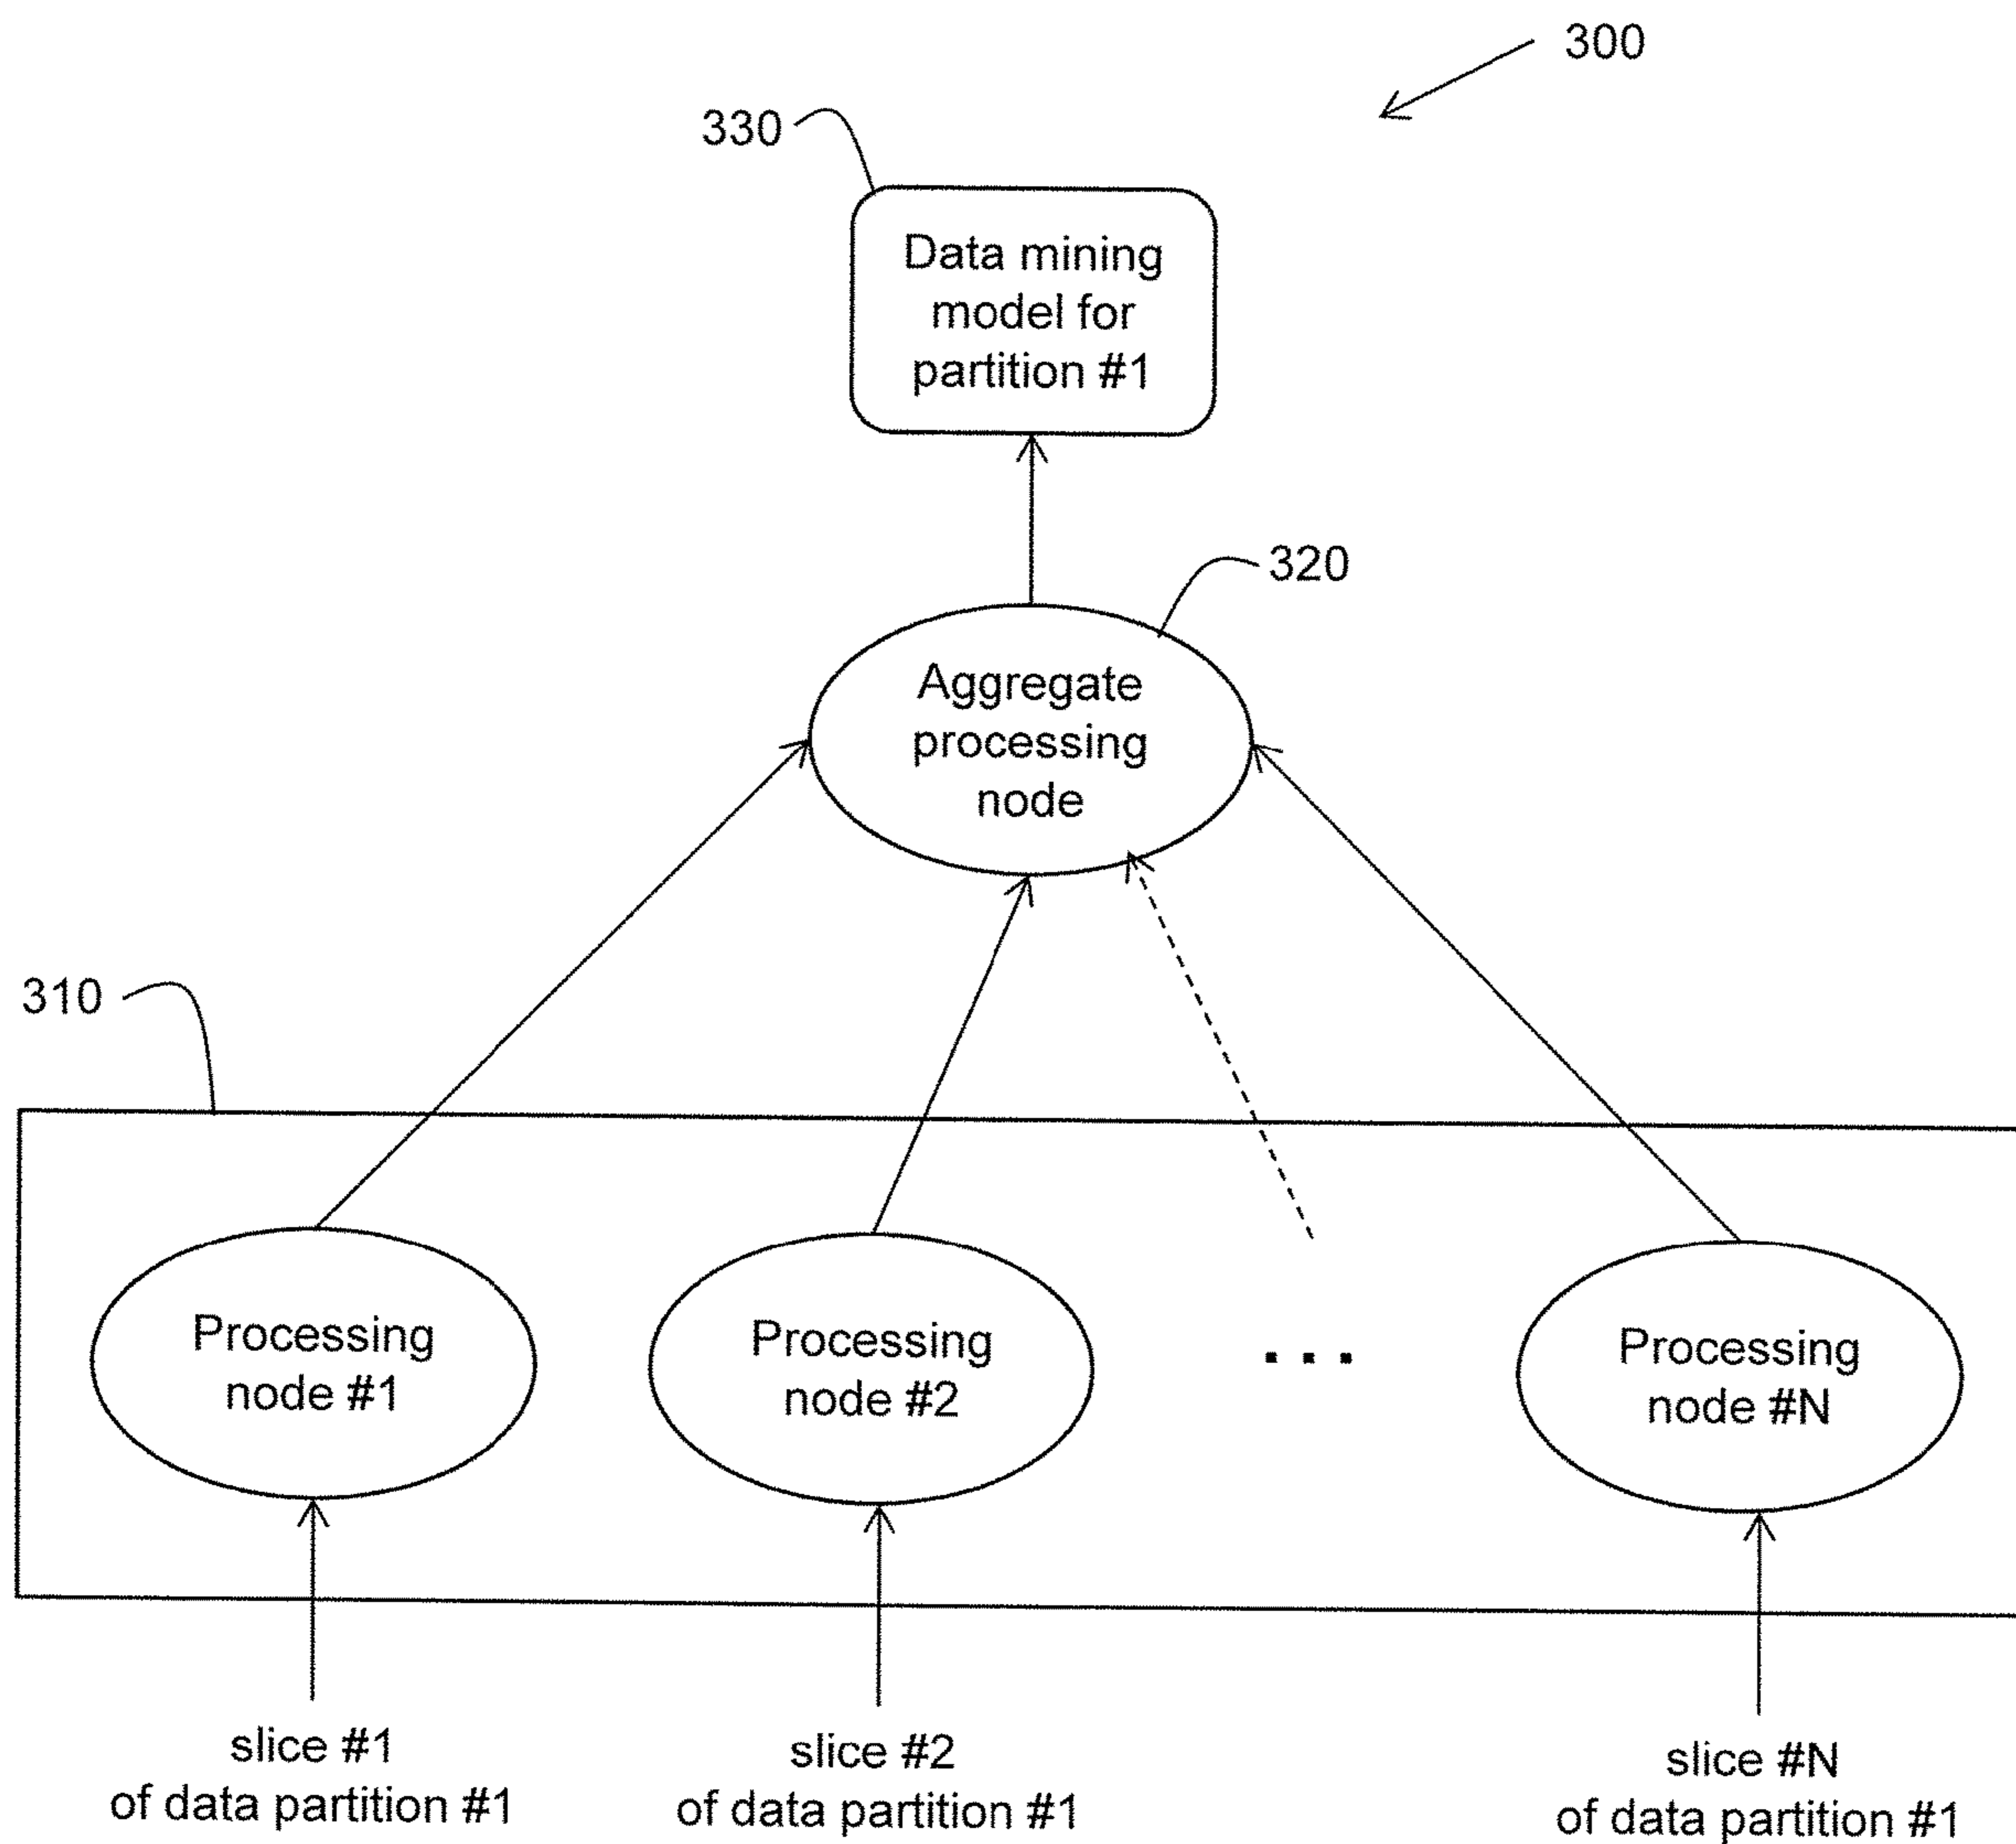 300
330
Data mining
model for
partition #1
320
Aggregate
processing
node
310
Processing
node #1
Processing
node #2
. . .
Processing
node #N
slice #1
of data partition #1
slice #2
of data partition #1
slice #N
of data partition #1